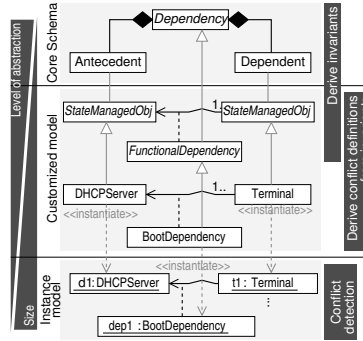 Level of abstraction
Size
Core Schema
Dependency
Antecedent
Dependent
Derive invariants
Customized model
StateManagedObj
1..
StateManagedObj
FunctionalDependency
DHCPServer
1..
Terminal
<<instantiate>>
<<instantiate>>
BootDependency
Derive conflict definitions
Instance
model
<<instantiate>>
d1:DHCPServer
t1: Terminal
⋮
dep1 :BootDependency
Conflict
detection